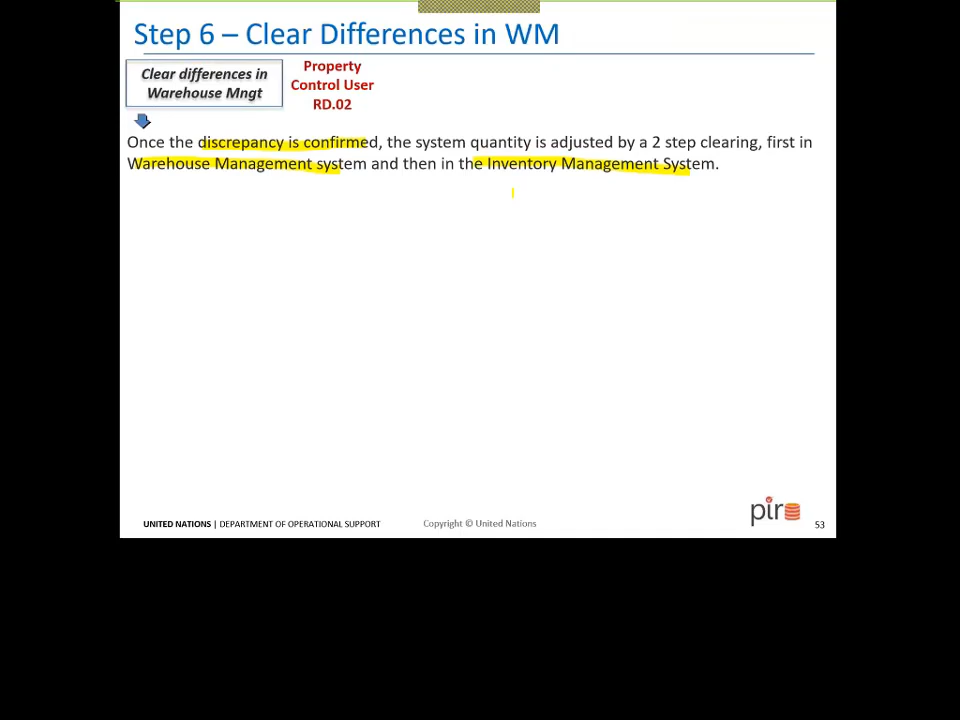 Step 6 – Clear Differences in WM
Clear differences in
Warehouse Mngt
Property
Control User
RD.02
Once the discrepancy is confirmed, the system quantity is adjusted by a 2 step clearing, first in
Warehouse Management system and then in the Inventory Management System.
UNITED NATIONS | DEPARTMENT OF OPERATIONAL SUPPORT
Copyright © United Nations
pir
53